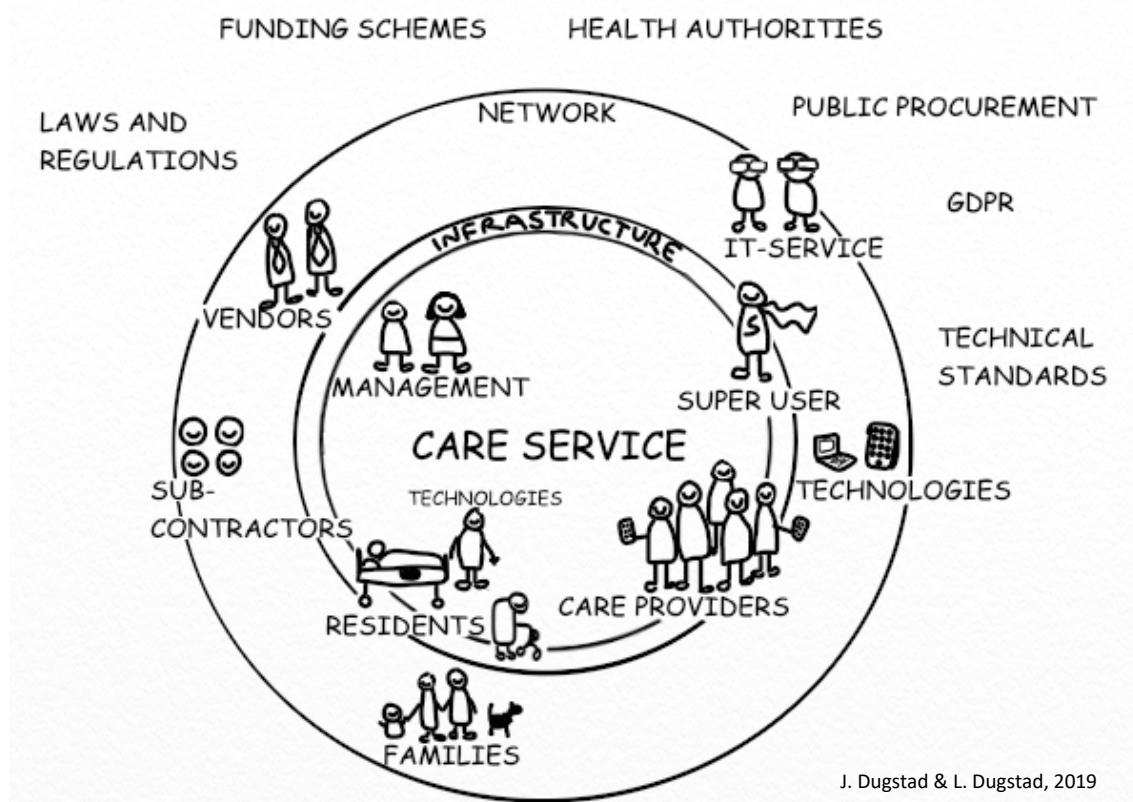 FUNDING SCHEMES
HEALTH AUTHORITIES
NETWORK
PUBLIC PROCUREMENT
LAWS AND
REGULATIONS
GDPR
INFRASTRUCTURE
IT-SERVICE
VENDORS
TECHNICAL
STANDARDS
MANAGEMENT
S
SUPER USER
CARE SERVICE
SUB-
CONTRACTORS
TECHNOLOGIES
TECHNOLOGIES
RESIDENTS
CARE PROVIDERS
FAMILIES
J. Dugstad & L. Dugstad, 2019